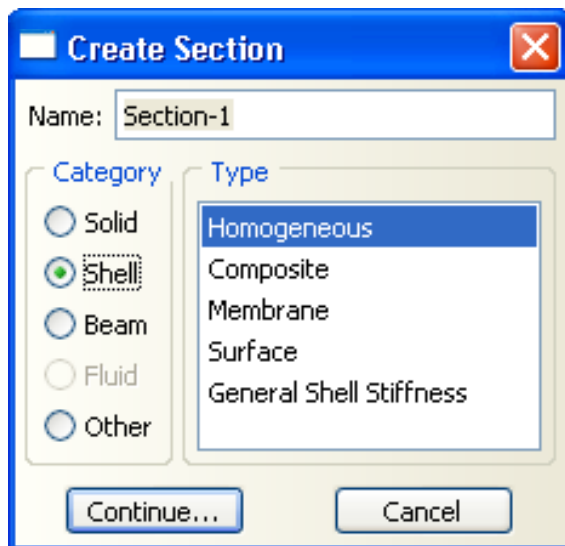 Create Section
Name: Section-1
Category
Type
Solid
Shell
Beam
Fluid
Other
Homogeneous
Composite
Membrane
Surface
General Shell Stiffness
Continue...
Cancel